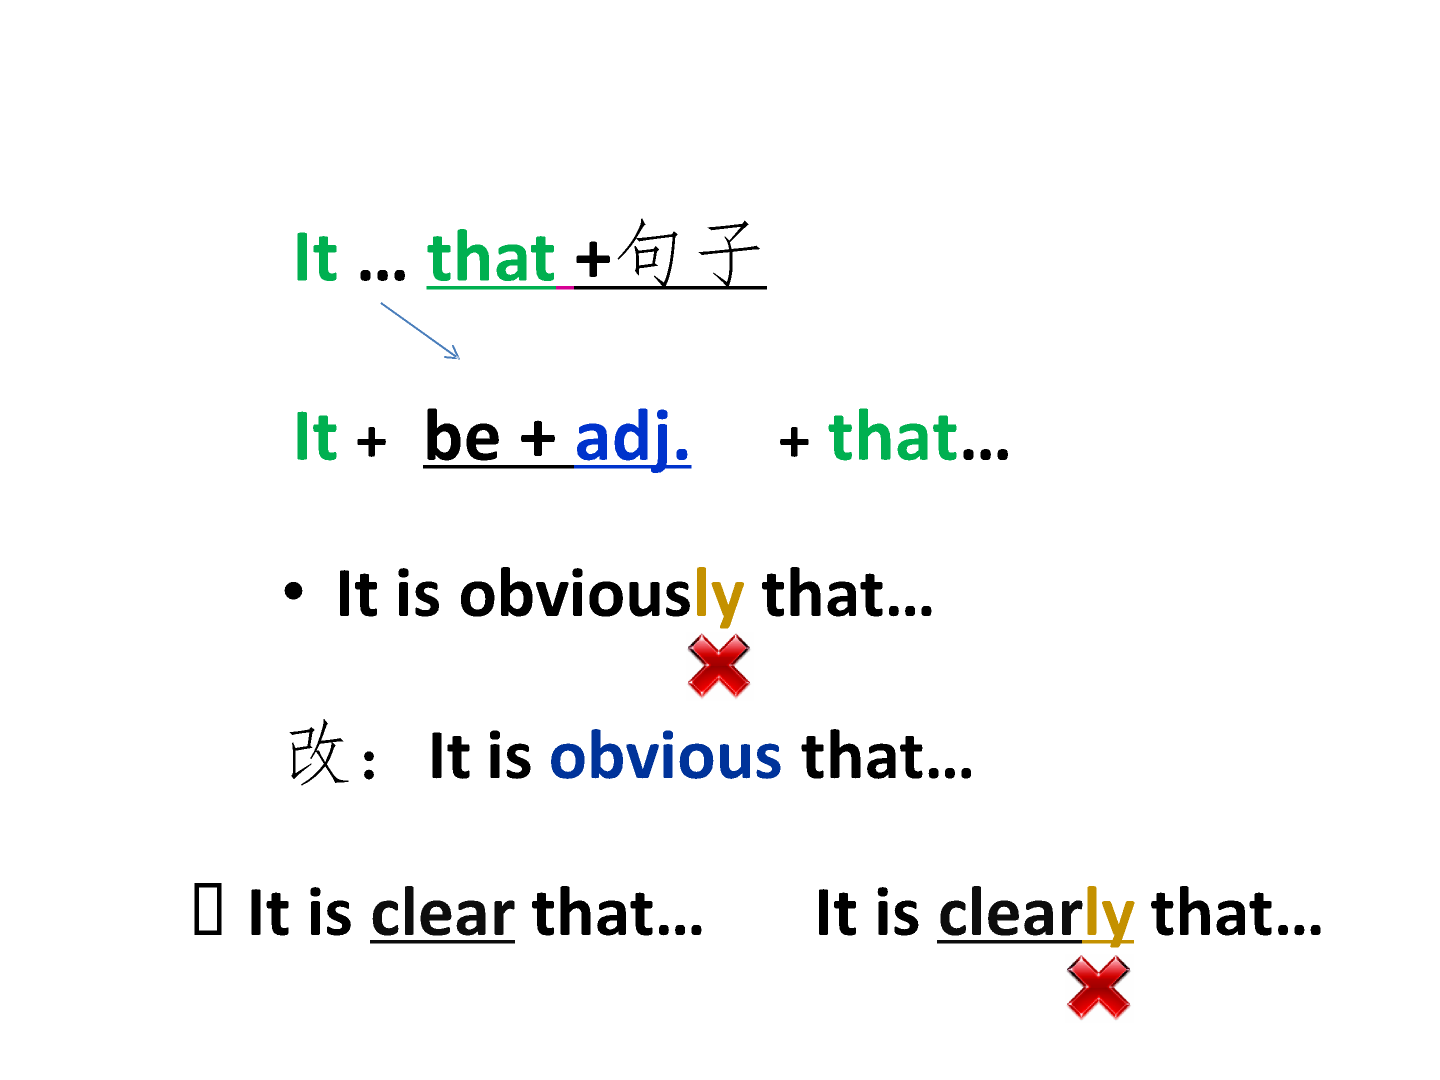 It … that +句子
It + be + adj. + that…
• It is obviously that…
改： It is obvious that…
It is clear that… It is clearly that…